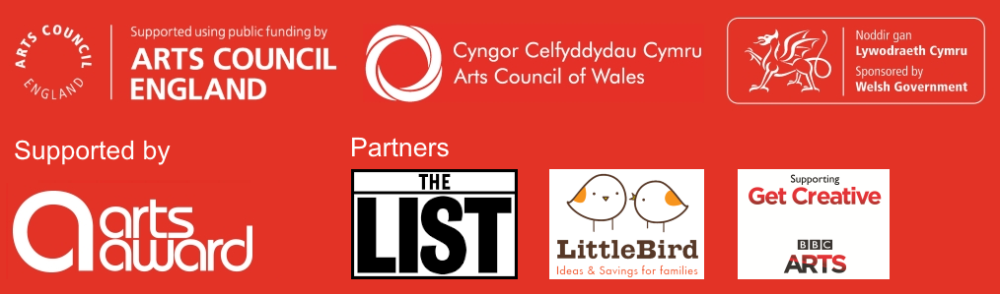 ARTS COUNCIL
ENGLAND
Supported using public funding by
ARTS COUNCIL
ENGLAND
Cyngor Celfyddydau Cymru
Arts Council of Wales
Noddir gan
Lywodraeth Cymru
Sponsored by
Welsh Government
Supported by
arts
award
Partners
THE
LIST
LittleBird
Ideas & Savings for families
Supporting
Get Creative
BBC
ARTS